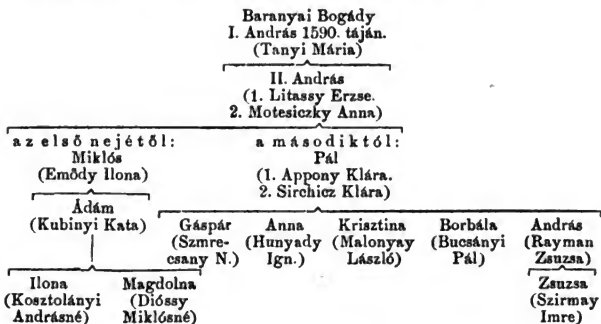 Baranyai Bogády
I. András 1590. táján.
(Tanyi Mária)
II. András
(1. Litassy Erzse.
2. Motesiczky Anna)
az első nejétől:
Miklós
(Emődy Ilona)
a másodiktól:
Pál
(1. Appony Klára.
2. Sirchicz Klára)
Ádám
(Kubinyi Kata)
Gáspár
(Szmre-
csany N.)
Anna
(Hunyady
Ign.)
Krisztina
(Malonyay
László)
Borbála
(Bucsányi
Pál)
András
(Rayman
Zsuzsa)
Ilona
(Kosztolányi
Andrásné)
Magdolna
(Dióssy
Miklósné)
Zsuzsa
(Szirmay
Imre)